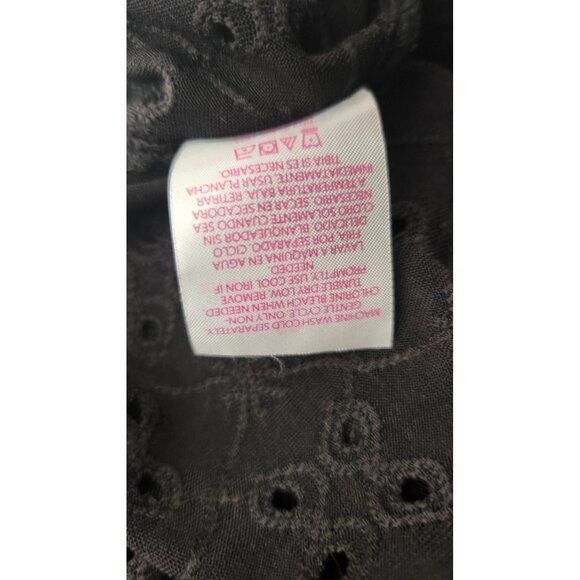 MACHINE WASH COLD SEPARATELY.
GENTLE CYCLE. ONLY NON-
CHLORINE BLEACH WHEN NEEDED.
TUMBLE DRY LOW. REMOVE
PROMPTLY. USE COOL IRON IF
NEEDED.
LAVAR A MÁQUINA EN AGUA
FRIA. POR SEPARADO. CICLO
DELICADO. BLANQUEADOR SIN
CLORO SOLAMENTE CUANDO SEA
NECESARIO. SECAR EN SECADORA
A TEMPERATURA BAJA. RETIRAR
INMEDIATAMENTE. USAR PLANCHA
TIBIA SI ES NECESARIO.